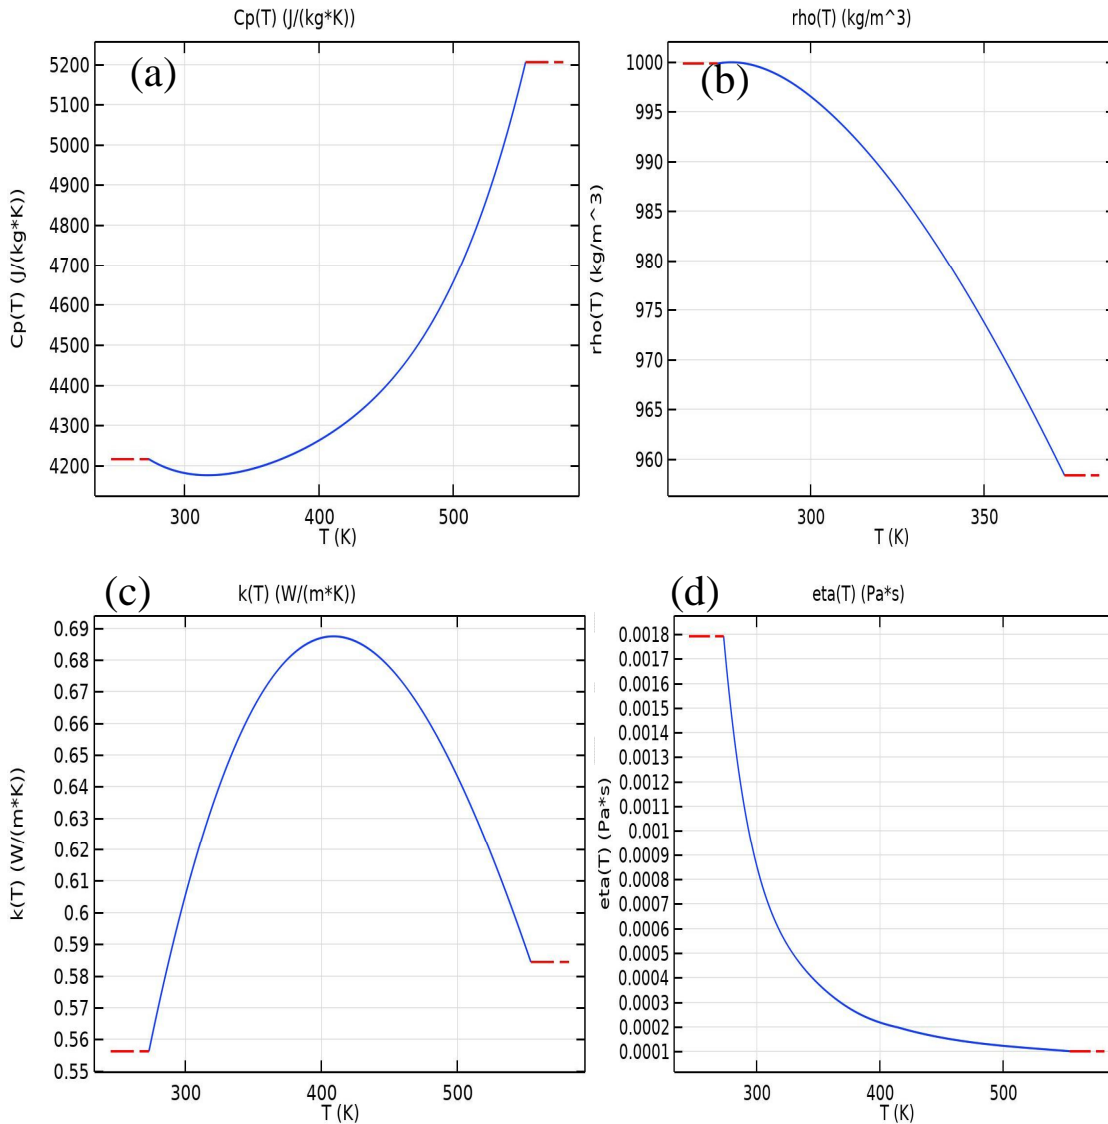 Cp(T) (J/(kg*K))
(a)
5200
5100
5000
4900
4800
4700
4600
4500
4400
4300
4200
Cp(T) (J/(kg*K))
300 400 500
T (K)
rho(T) (kg/m^3)
(b)
1000
995
990
985
980
975
970
965
960
rho(T) (kg/m^3)
300 350
T (K)
(c)
k(T) (W/(m*K))
0.69
0.68
0.67
0.66
0.65
0.64
0.63
0.62
0.61
0.6
0.59
0.58
0.57
0.56
0.55
k(T) (W/(m*K))
300 400 500
T (K)
(d)
eta(T) (Pa*s)
0.0018
0.0017
0.0016
0.0015
0.0014
0.0013
0.0012
0.0011
0.001
0.0009
0.0008
0.0007
0.0006
0.0005
0.0004
0.0003
0.0002
0.0001
eta(T) (Pa*s)
300 400 500
T (K)